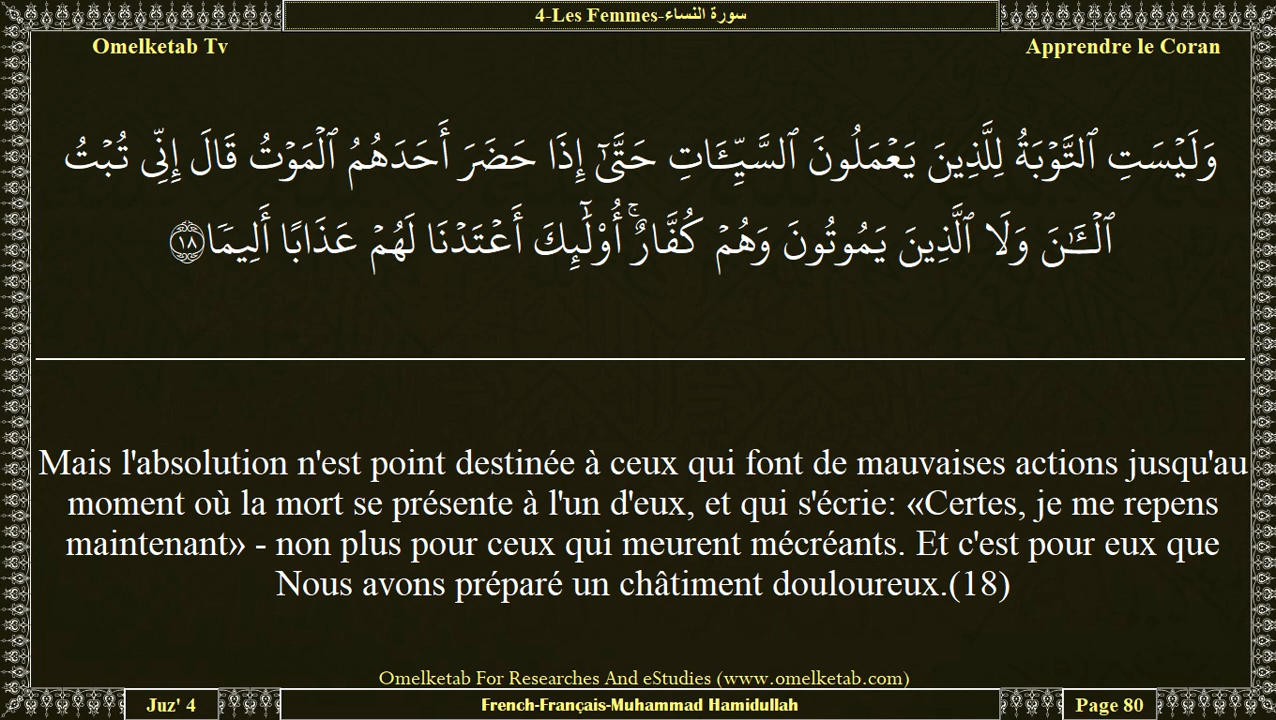 4-Les Femmes-سورة النساء
Omelketab Tv
Apprendre le Coran
وَلَيْسَتِ ٱلتَّوْبَةُ لِلَّذِينَ يَعْمَلُونَ ٱلسَّيِّـَٔاتِ حَتَّىٰٓ إِذَا حَضَرَ أَحَدَهُمُ ٱلْمَوْتُ قَالَ إِنِّى تُبْتُ
ٱلْـَٰٔنَ وَلَا ٱلَّذِينَ يَمُوتُونَ وَهُمْ كُفَّارٌ ۚ أُو۟لَٰٓئِكَ أَعْتَدْنَا لَهُمْ عَذَابًا أَلِيمًا ١٨
Mais l'absolution n'est point destinée à ceux qui font de mauvaises actions jusqu'au
moment où la mort se présente à l'un d'eux, et qui s'écrie: «Certes, je me repens
maintenant» - non plus pour ceux qui meurent mécréants. Et c'est pour eux que
Nous avons préparé un châtiment douloureux.(18)
Omelketab For Researches And eStudies (www.omelketab.com)
Juz' 4
French-Français-Muhammad Hamidullah
Page 80